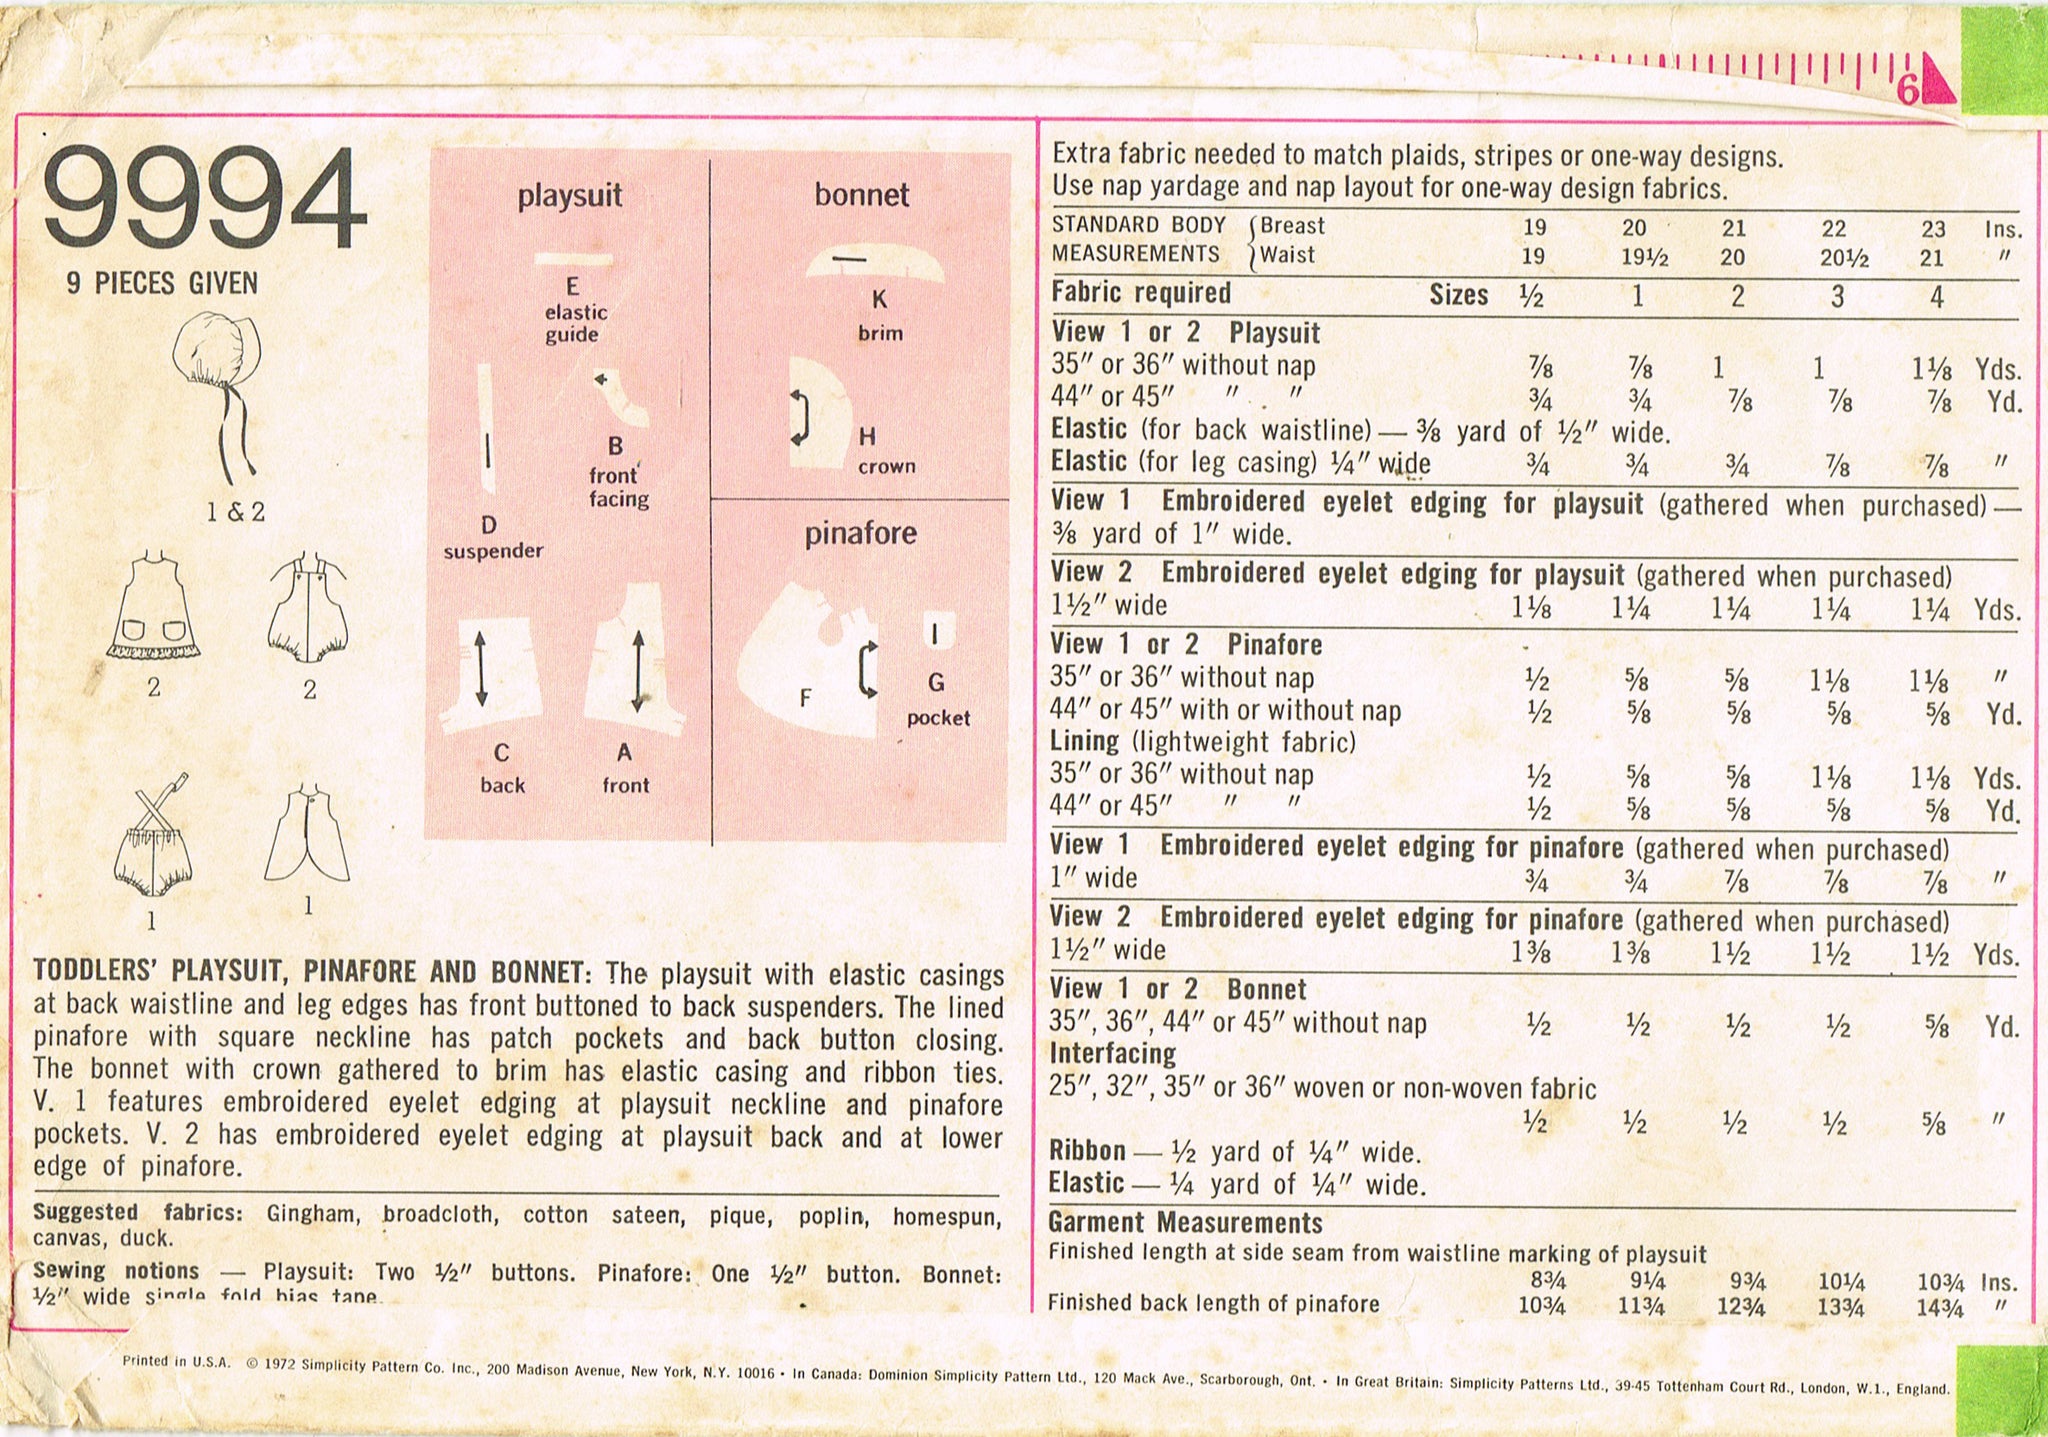 6
9994
9 PIECES GIVEN
1 & 2
2
2
1
1
playsuit
E
elastic
guide
D
suspender
B
front
facing
C
back
A
front
bonnet
K
brim
H
crown
pinafore
F
G
pocket
TODDLERS' PLAYSUIT, PINAFORE AND BONNET: The playsuit with elastic casings
at back waistline and leg edges has front buttoned to back suspenders. The lined
pinafore with square neckline has patch pockets and back button closing.
The bonnet with crown gathered to brim has elastic casing and ribbon ties.
V. 1 features embroidered eyelet edging at playsuit neckline and pinafore
pockets. V. 2 has embroidered eyelet edging at playsuit back and at lower
edge of pinafore.
Suggested fabrics: Gingham, broadcloth, cotton sateen, pique, poplin, homespun,
canvas, duck.
Sewing notions — Playsuit: Two ½" buttons. Pinafore: One ½" button. Bonnet:
½" wide single fold bias tape.
Extra fabric needed to match plaids, stripes or one-way designs.
Use nap yardage and nap layout for one-way design fabrics.
STANDARD BODY { Breast 19 20 21 22 23 Ins.
MEASUREMENTS { Waist 19 19½ 20 20½ 21 "
Fabric required Sizes ½ 1 2 3 4
View 1 or 2 Playsuit
35" or 36" without nap ⅞ ⅞ 1 1 1⅛ Yds.
44" or 45" " " ¾ ¾ ⅞ ⅞ ⅞ Yd.
Elastic (for back waistline) — ⅜ yard of ½" wide.
Elastic (for leg casing) ¼" wide ¾ ¾ ¾ ⅞ ⅞ "
View 1 Embroidered eyelet edging for playsuit (gathered when purchased) —
⅜ yard of 1" wide.
View 2 Embroidered eyelet edging for playsuit (gathered when purchased)
1½" wide 1⅛ 1¼ 1¼ 1¼ 1¼ Yds.
View 1 or 2 Pinafore
35" or 36" without nap ½ ⅝ ⅝ 1⅛ 1⅛ "
44" or 45" with or without nap ½ ⅝ ⅝ ⅝ ⅝ Yd.
Lining (lightweight fabric)
35" or 36" without nap ½ ⅝ ⅝ 1⅛ 1⅛ Yds.
44" or 45" " " ½ ⅝ ⅝ ⅝ ⅝ Yd.
View 1 Embroidered eyelet edging for pinafore (gathered when purchased)
1" wide ¾ ¾ ⅞ ⅞ ⅞ "
View 2 Embroidered eyelet edging for pinafore (gathered when purchased)
1½" wide 1⅜ 1⅜ 1½ 1½ 1½ Yds.
View 1 or 2 Bonnet
35", 36", 44" or 45" without nap ½ ½ ½ ½ ⅝ Yd.
Interfacing
25", 32", 35" or 36" woven or non-woven fabric
½ ½ ½ ½ ⅝ "
Ribbon — ½ yard of ¼" wide.
Elastic — ¼ yard of ¼" wide.
Garment Measurements
Finished length at side seam from waistline marking of playsuit
8¾ 9¼ 9¾ 10¼ 10¾ Ins.
Finished back length of pinafore 10¾ 11¾ 12¾ 13¾ 14¾ "
Printed in U.S.A. © 1972 Simplicity Pattern Co. Inc., 200 Madison Avenue, New York, N.Y. 10016 • In Canada: Dominion Simplicity Pattern Ltd., 120 Mack Ave., Scarborough, Ont. • In Great Britain: Simplicity Patterns Ltd., 39-45 Tottenham Court Rd., London, W.1., England.